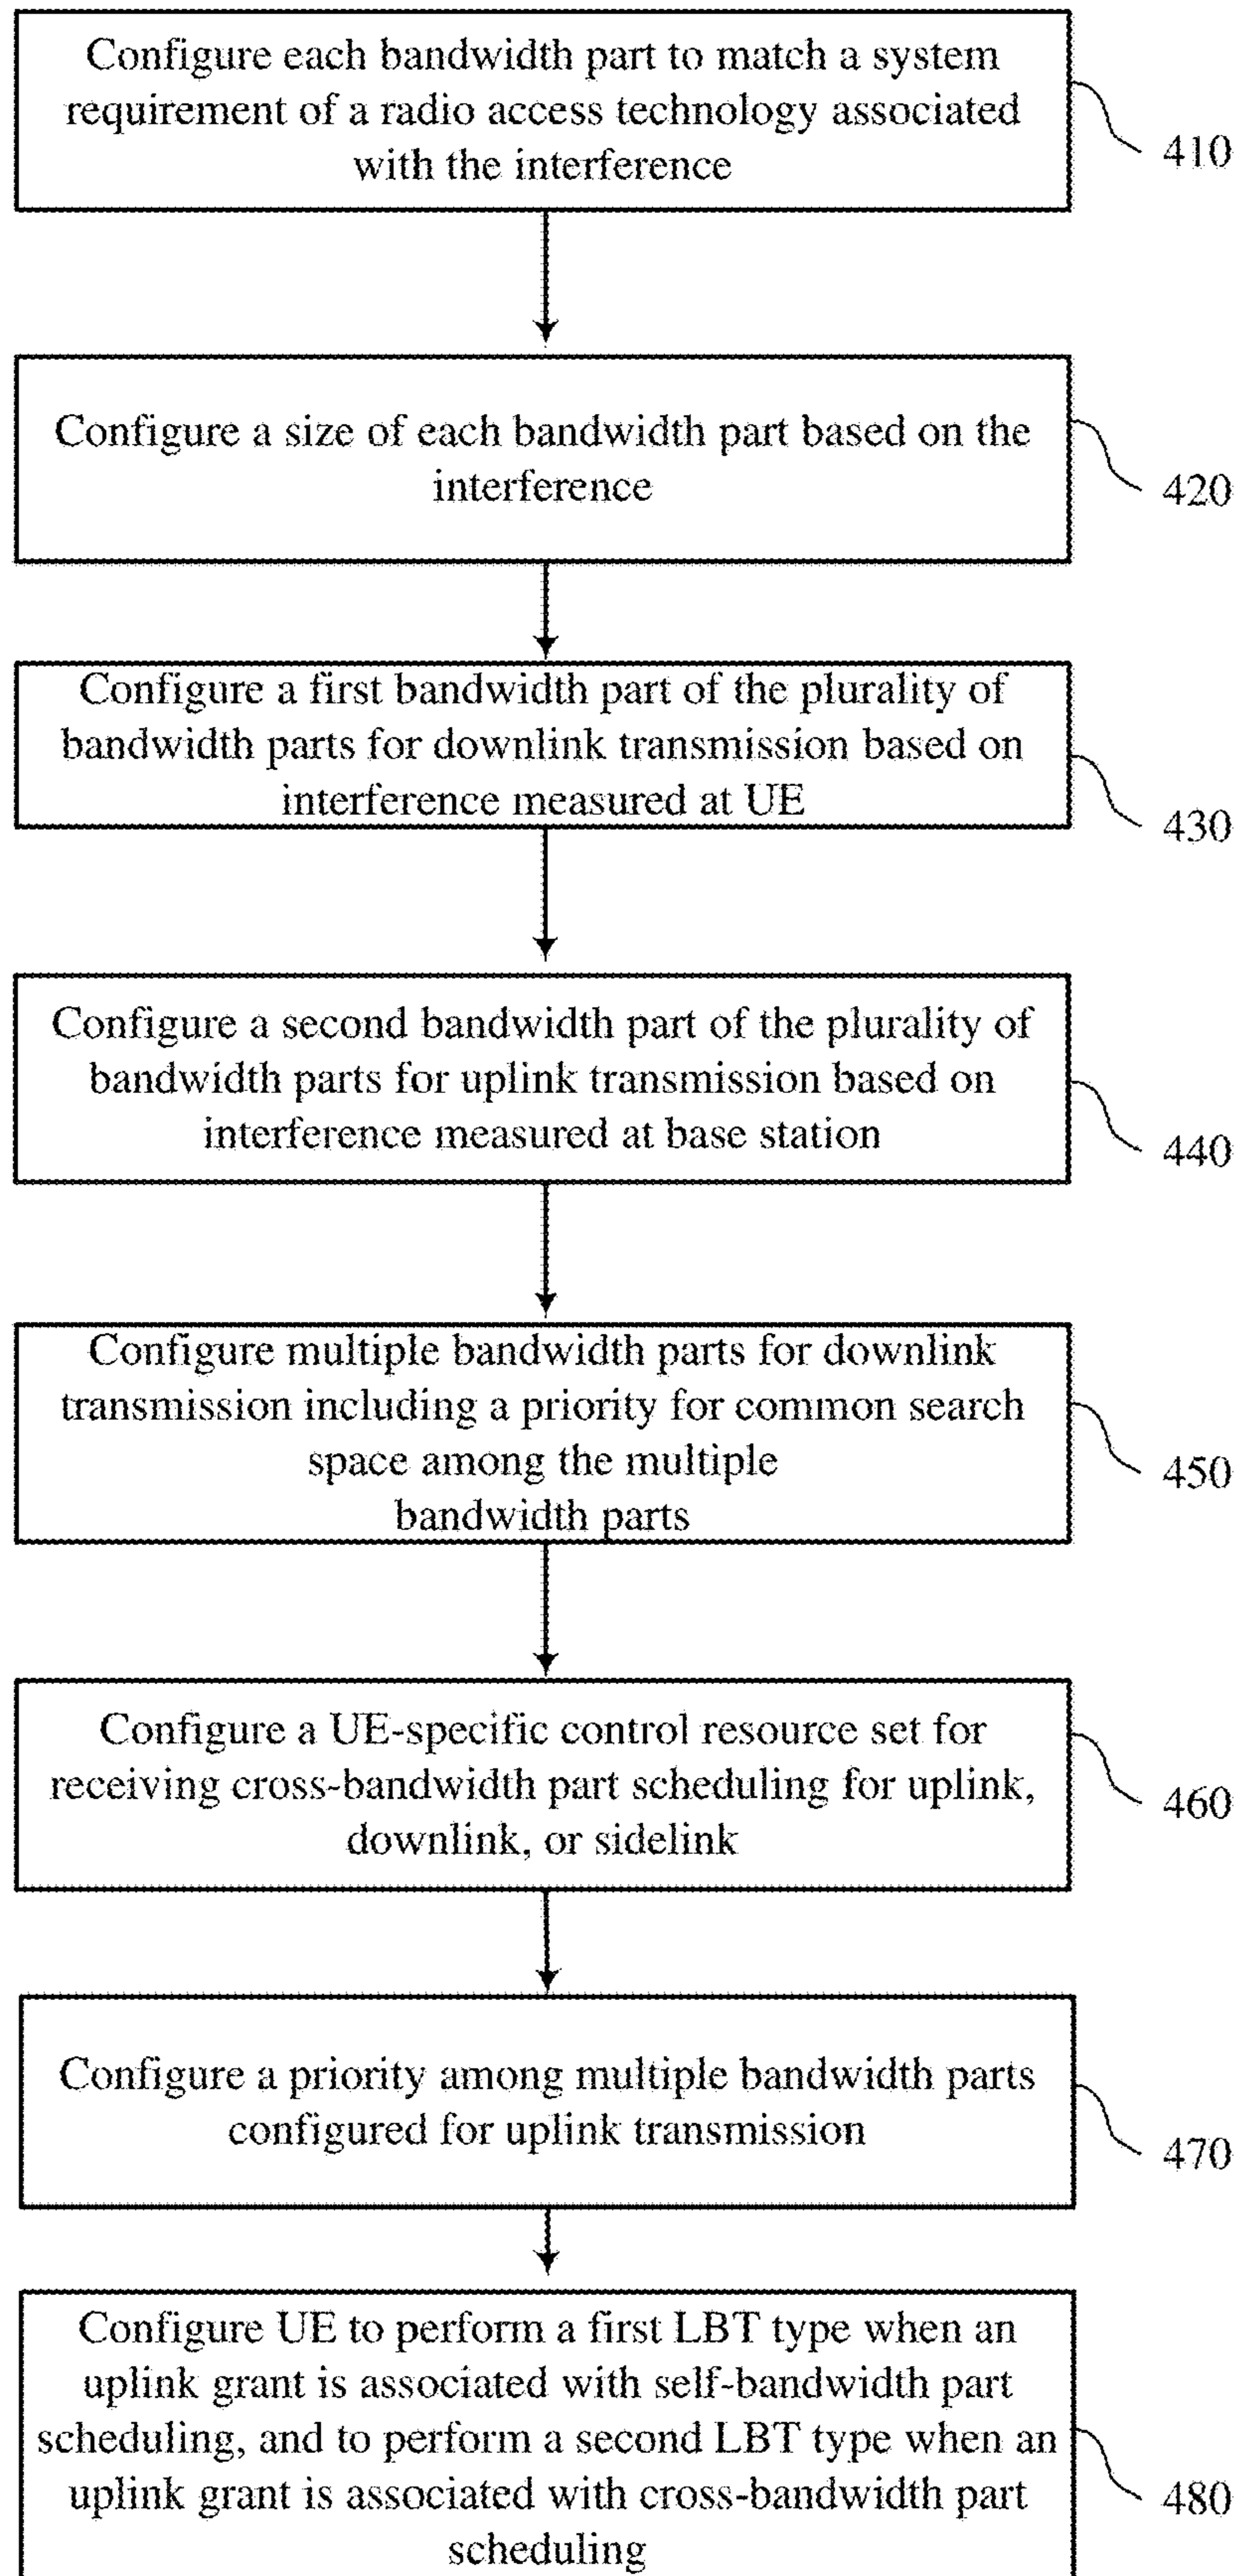 Configure each bandwidth part to match a system
requirement of a radio access technology associated
with the interference
410
Configure a size of each bandwidth part based on the
interference
420
Configure a first bandwidth part of the plurality of
bandwidth parts for downlink transmission based on
interference measured at UE
430
Configure a second bandwidth part of the plurality of
bandwidth parts for uplink transmission based on
interference measured at base station
440
Configure multiple bandwidth parts for downlink
transmission including a priority for common search
space among the multiple
bandwidth parts
450
Configure a UE-specific control resource set for
receiving cross-bandwidth part scheduling for uplink,
downlink, or sidelink
460
Configure a priority among multiple bandwidth parts
configured for uplink transmission
470
Configure UE to perform a first LBT type when an
uplink grant is associated with self-bandwidth part
scheduling, and to perform a second LBT type when an
uplink grant is associated with cross-bandwidth part
scheduling
480